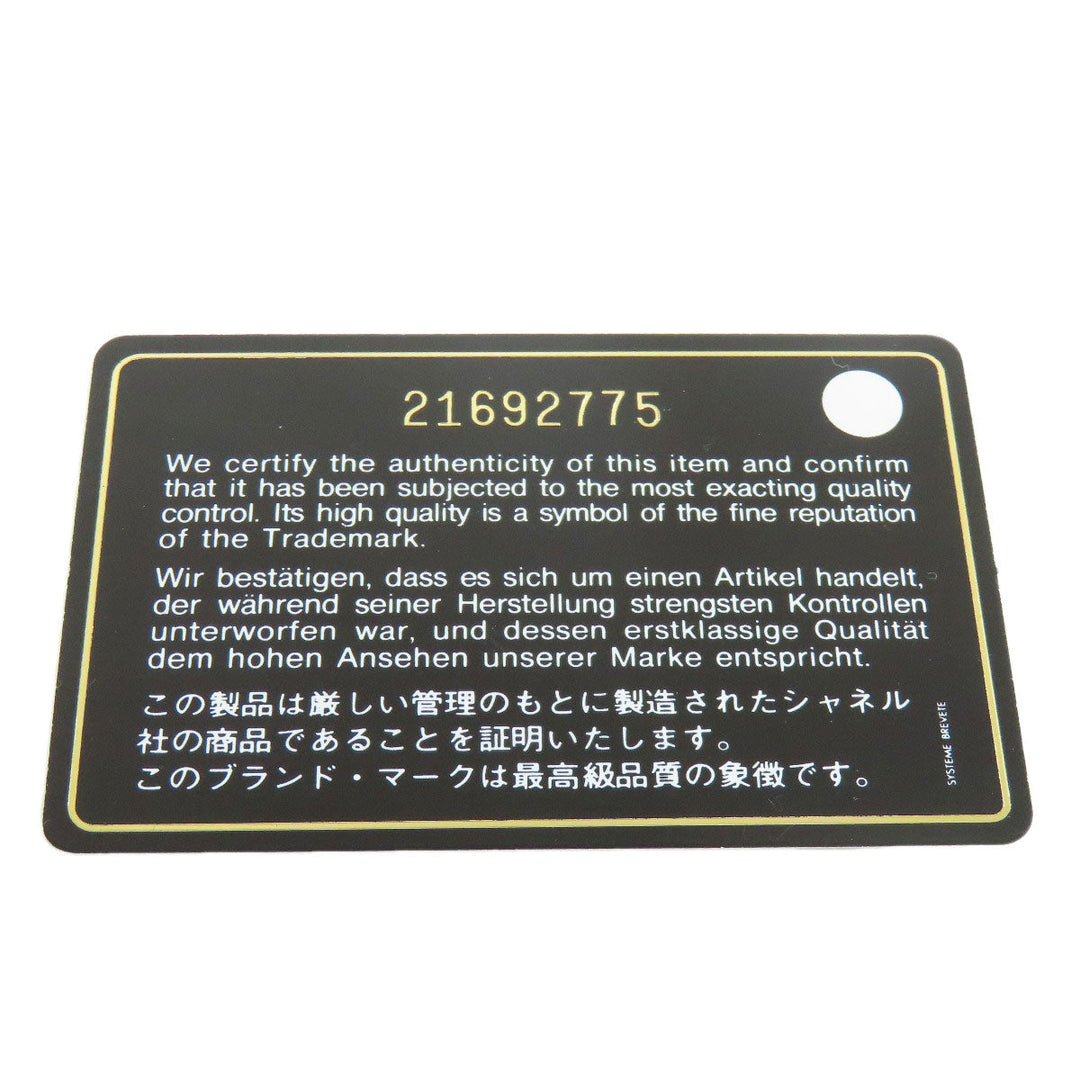 21692775
We certify the authenticity of this item and confirm
that it has been subjected to the most exacting quality
control. Its high quality is a symbol of the fine reputation
of the Trademark.
Wir bestätigen, dass es sich um einen Artikel handelt,
der während seiner Herstellung strengsten Kontrollen
unterworfen war, und dessen erstklassige Qualität
dem hohen Ansehen unserer Marke entspricht.
この製品は厳しい管理のもとに製造されたシャネル
社の商品であることを証明いたします。
このブランド・マークは最高級品質の象徴です。
SYSTEME BREVETE